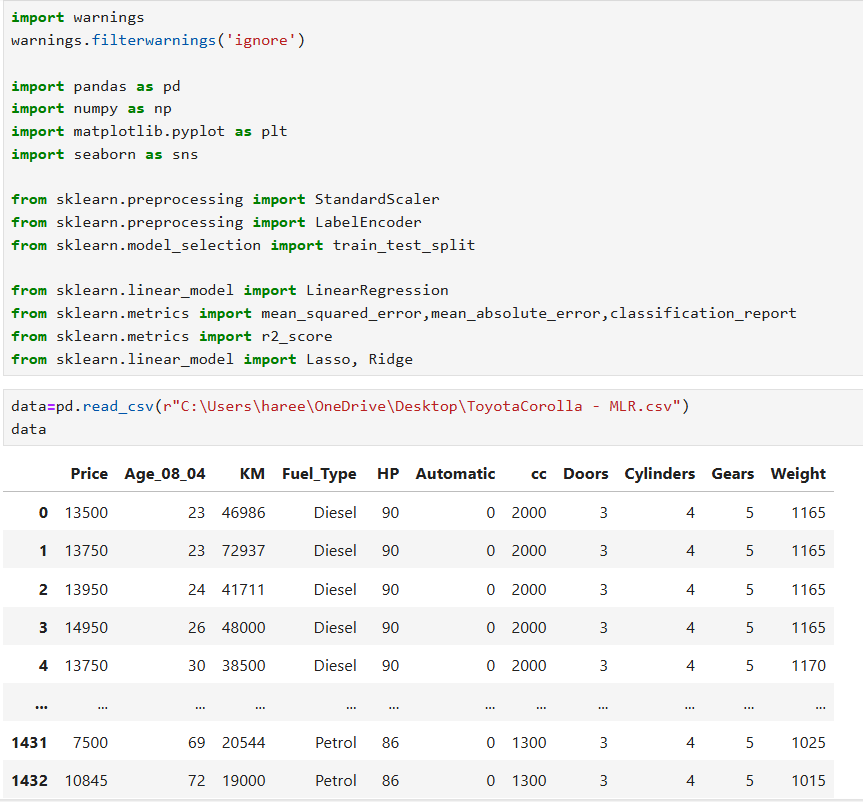 import warnings
warnings.filterwarnings('ignore')
import pandas as pd
import numpy as np
import matplotlib.pyplot as plt
import seaborn as sns
from sklearn.preprocessing import StandardScaler
from sklearn.preprocessing import LabelEncoder
from sklearn.model_selection import train_test_split
from sklearn.linear_model import LinearRegression
from sklearn.metrics import mean_squared_error,mean_absolute_error,classification_report
from sklearn.metrics import r2_score
from sklearn.linear_model import Lasso, Ridge
data=pd.read_csv(r"C:\Users\haree\OneDrive\Desktop\ToyotaCorolla - MLR.csv")
data
Price Age_08_04 KM Fuel_Type HP Automatic cc Doors Cylinders Gears Weight
0 13500 23 46986 Diesel 90 0 2000 3 4 5 1165
1 13750 23 72937 Diesel 90 0 2000 3 4 5 1165
2 13950 24 41711 Diesel 90 0 2000 3 4 5 1165
3 14950 26 48000 Diesel 90 0 2000 3 4 5 1165
4 13750 30 38500 Diesel 90 0 2000 3 4 5 1170
... ... ... ... ... ... ... ... ... ... ... ...
1431 7500 69 20544 Petrol 86 0 1300 3 4 5 1025
1432 10845 72 19000 Petrol 86 0 1300 3 4 5 1015